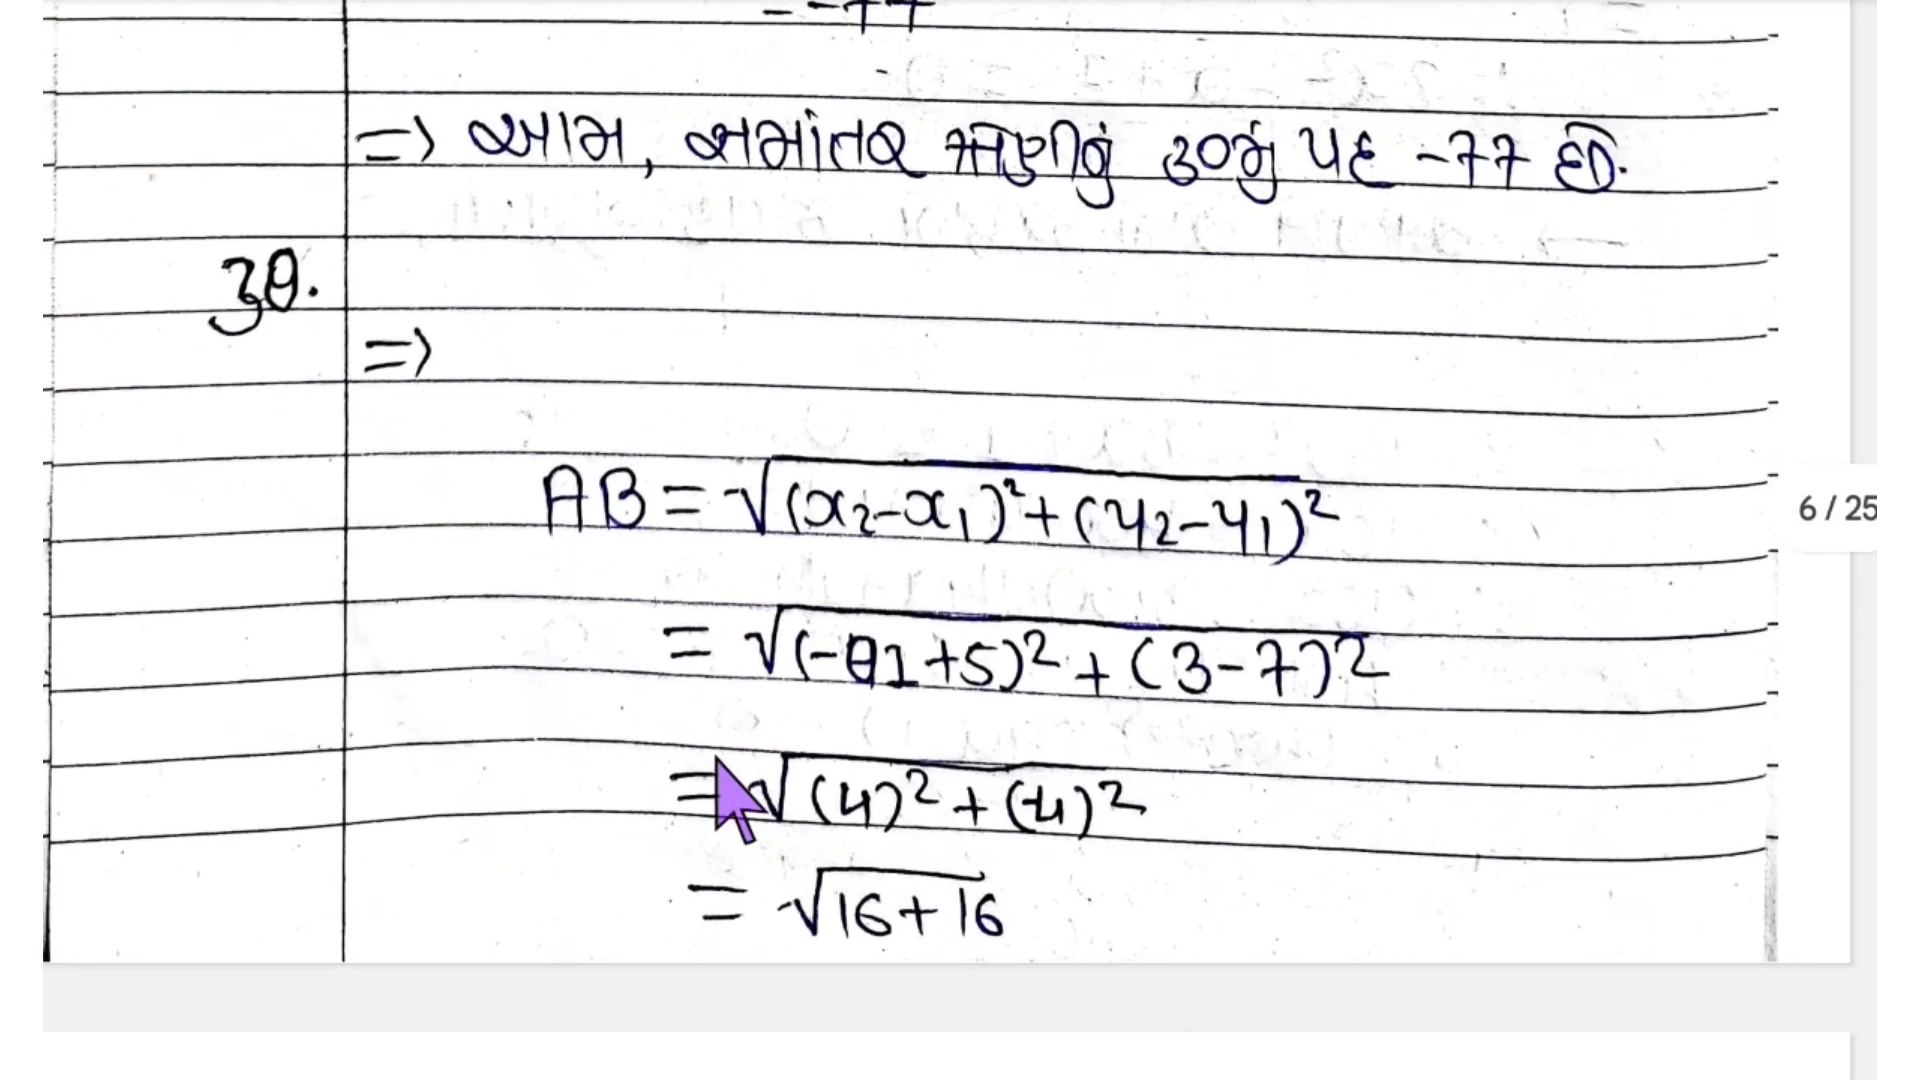 = -77
=> આમ, સમાંતર શ્રેણીનું ૩૦મું પદ -77 છે.
૩૭.
=>
AB = √(x₂-x₁)² + (y₂-y₁)²
6 / 25
= √(-1+5)² + (3-7)²
= √(4)² + (-4)²
= √16+16